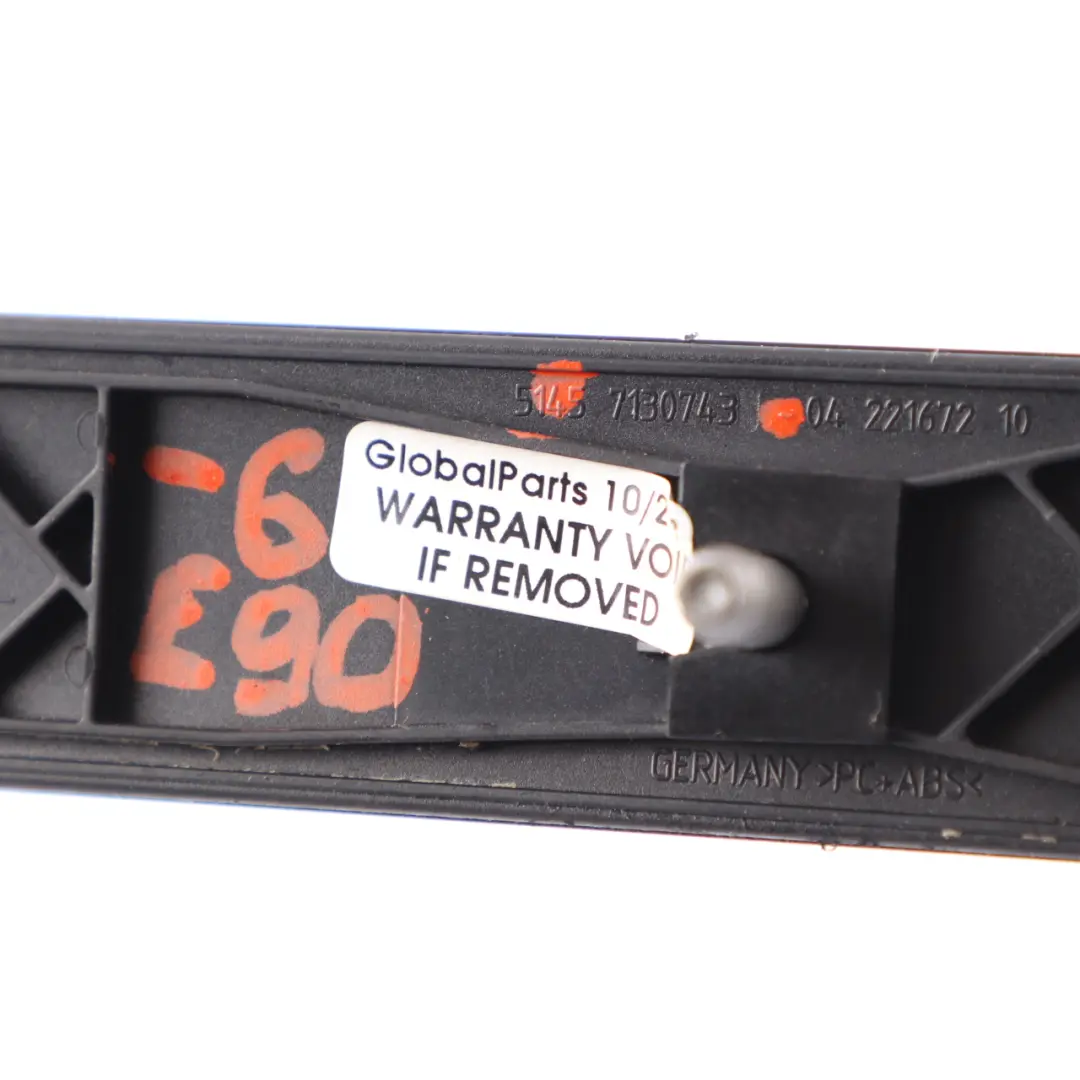 5145 7130743 04 221672 10
-6
E90
GlobalParts 10/2
WARRANTY VOI
IF REMOVED
GERMANY >PC+ABS<